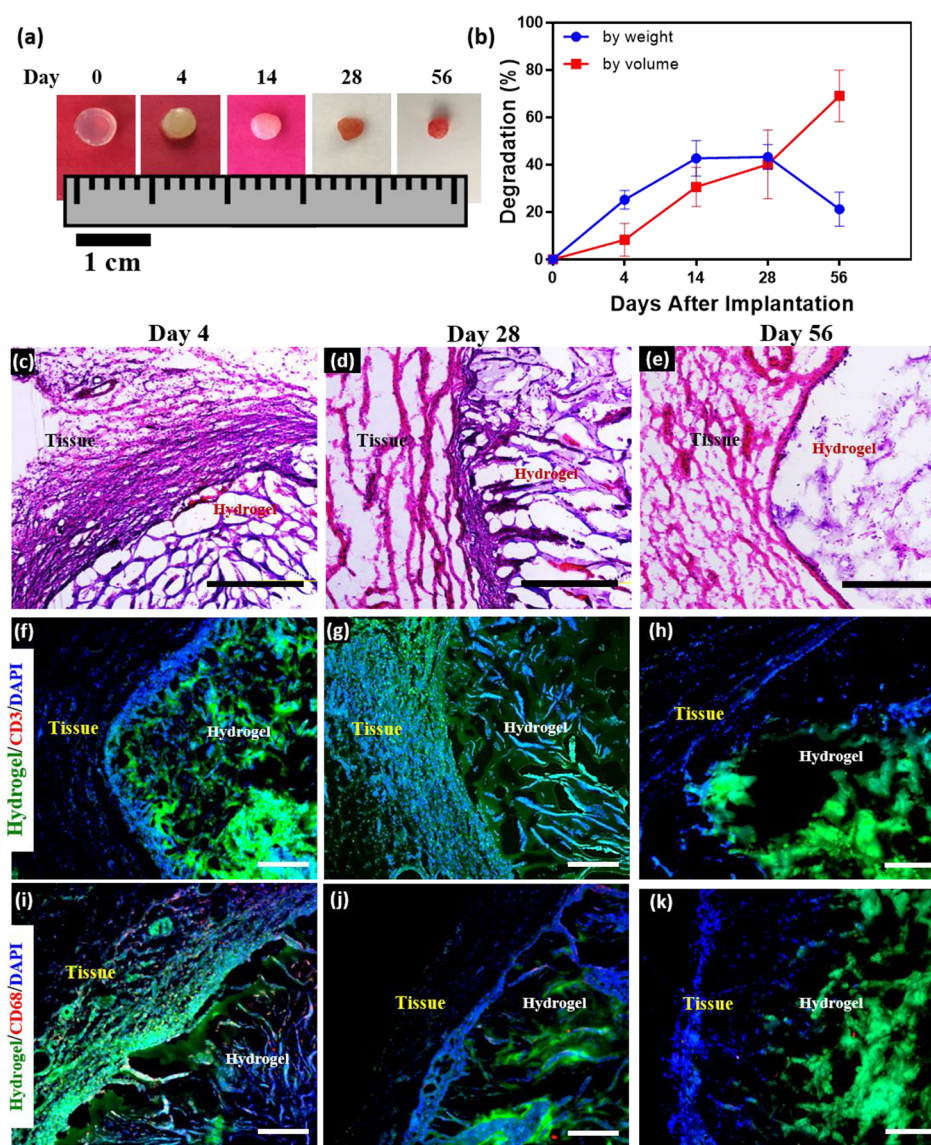 (a)
Day 0 4 14 28 56
1 cm
(b)
by weight
by volume
Degradation (%)
100
80
60
40
20
0
0 4 14 28 56
Days After Implantation
Day 4 Day 28 Day 56
(c) (d) (e)
Tissue Tissue Tissue
Hydrogel Hydrogel Hydrogel
Hydrogel/CD3/DAPI
(f) (g) (h)
Tissue Hydrogel Tissue Hydrogel Tissue Hydrogel
Hydrogel/CD68/DAPI
(i) (j) (k)
Tissue Hydrogel Tissue Hydrogel Tissue Hydrogel